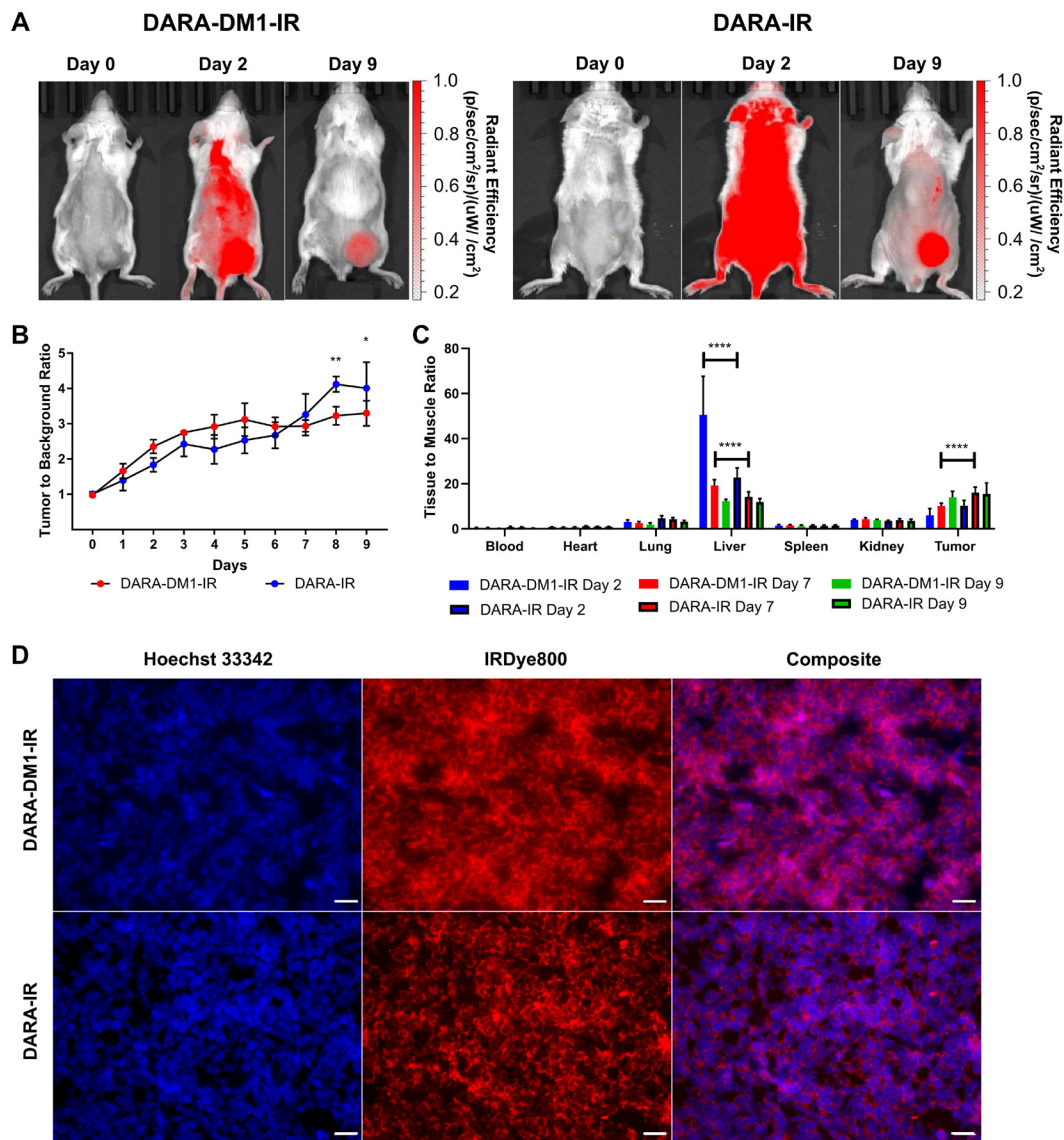 A
DARA-DM1-IR
DARA-IR
Day 0
Day 2
Day 9
1.0
0.8
0.6
0.4
0.2
Radiant Efficiency
(p/sec/cm²/sr)/(uW/ /cm²)
Day 0
Day 2
Day 9
1.0
0.8
0.6
0.4
0.2
Radiant Efficiency
(p/sec/cm²/sr)/(uW/ /cm²)
B
Tumor to Background Ratio
5
4
3
2
1
** *
0 1 2 3 4 5 6 7 8 9
Days
DARA-DM1-IR DARA-IR
C
Tissue to Muscle Ratio
80
60
40
20
0
****
****
****
Blood Heart Lung Liver Spleen Kidney Tumor
DARA-DM1-IR Day 2 DARA-DM1-IR Day 7 DARA-DM1-IR Day 9
DARA-IR Day 2 DARA-IR Day 7 DARA-IR Day 9
D
Hoechst 33342 IRDye800 Composite
DARA-DM1-IR
DARA-IR